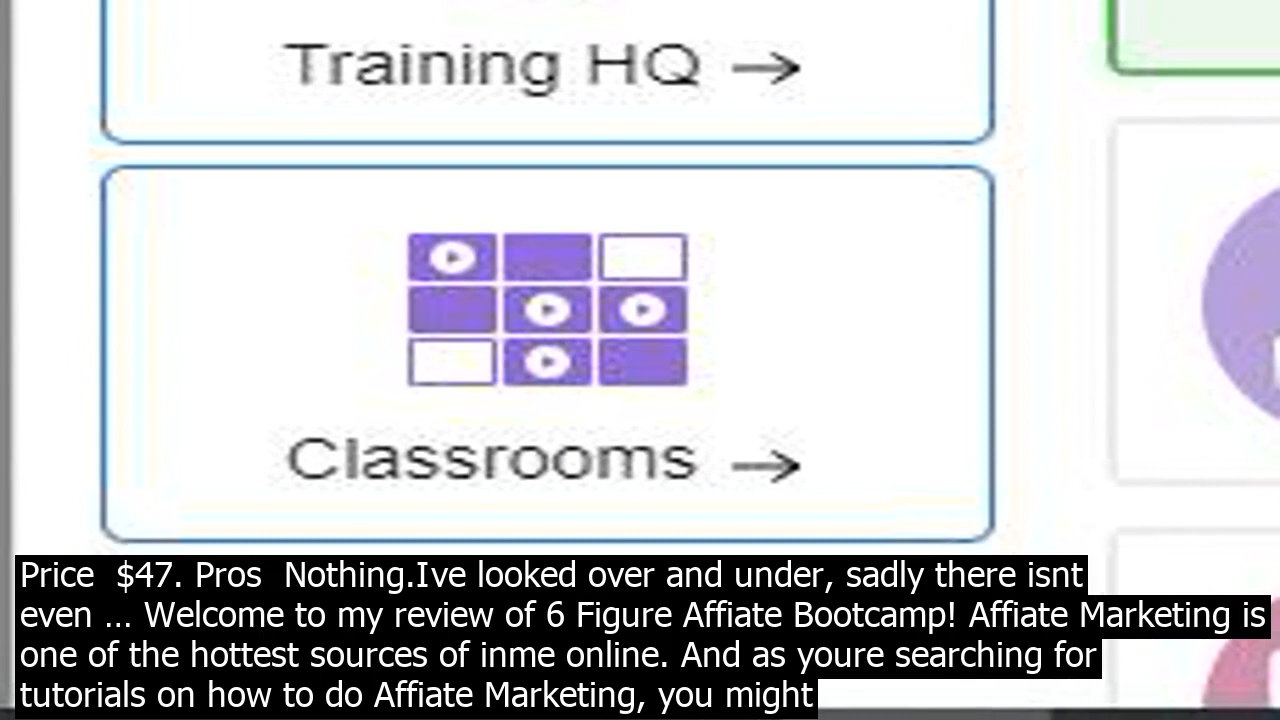 Training HQ →
Classrooms →
Price  $47. Pros  Nothing.Ive looked over and under, sadly there isnt
even ... Welcome to my review of 6 Figure Affiate Bootcamp! Affiate Marketing is
one of the hottest sources of inme online. And as youre searching for
tutorials on how to do Affiate Marketing, you might